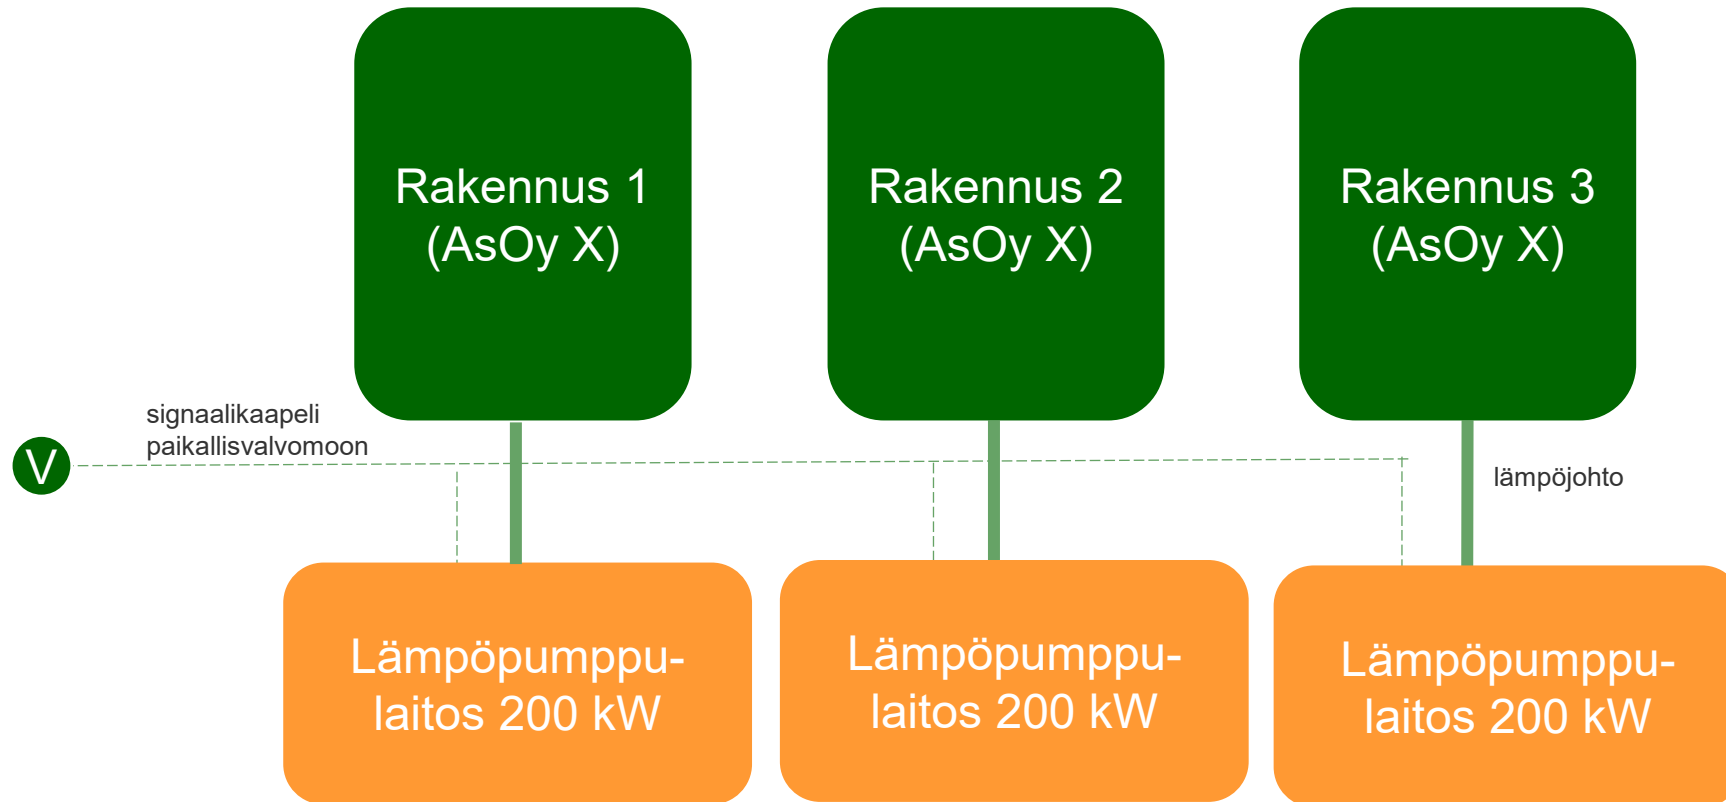 Rakennus 1
(AsOy X)
Rakennus 2
(AsOy X)
Rakennus 3
(AsOy X)
signaalikaapeli
paikallisvalvomoon
V
lämpöjohto
Lämpöpumppu-
laitos 200 kW
Lämpöpumppu-
laitos 200 kW
Lämpöpumppu-
laitos 200 kW